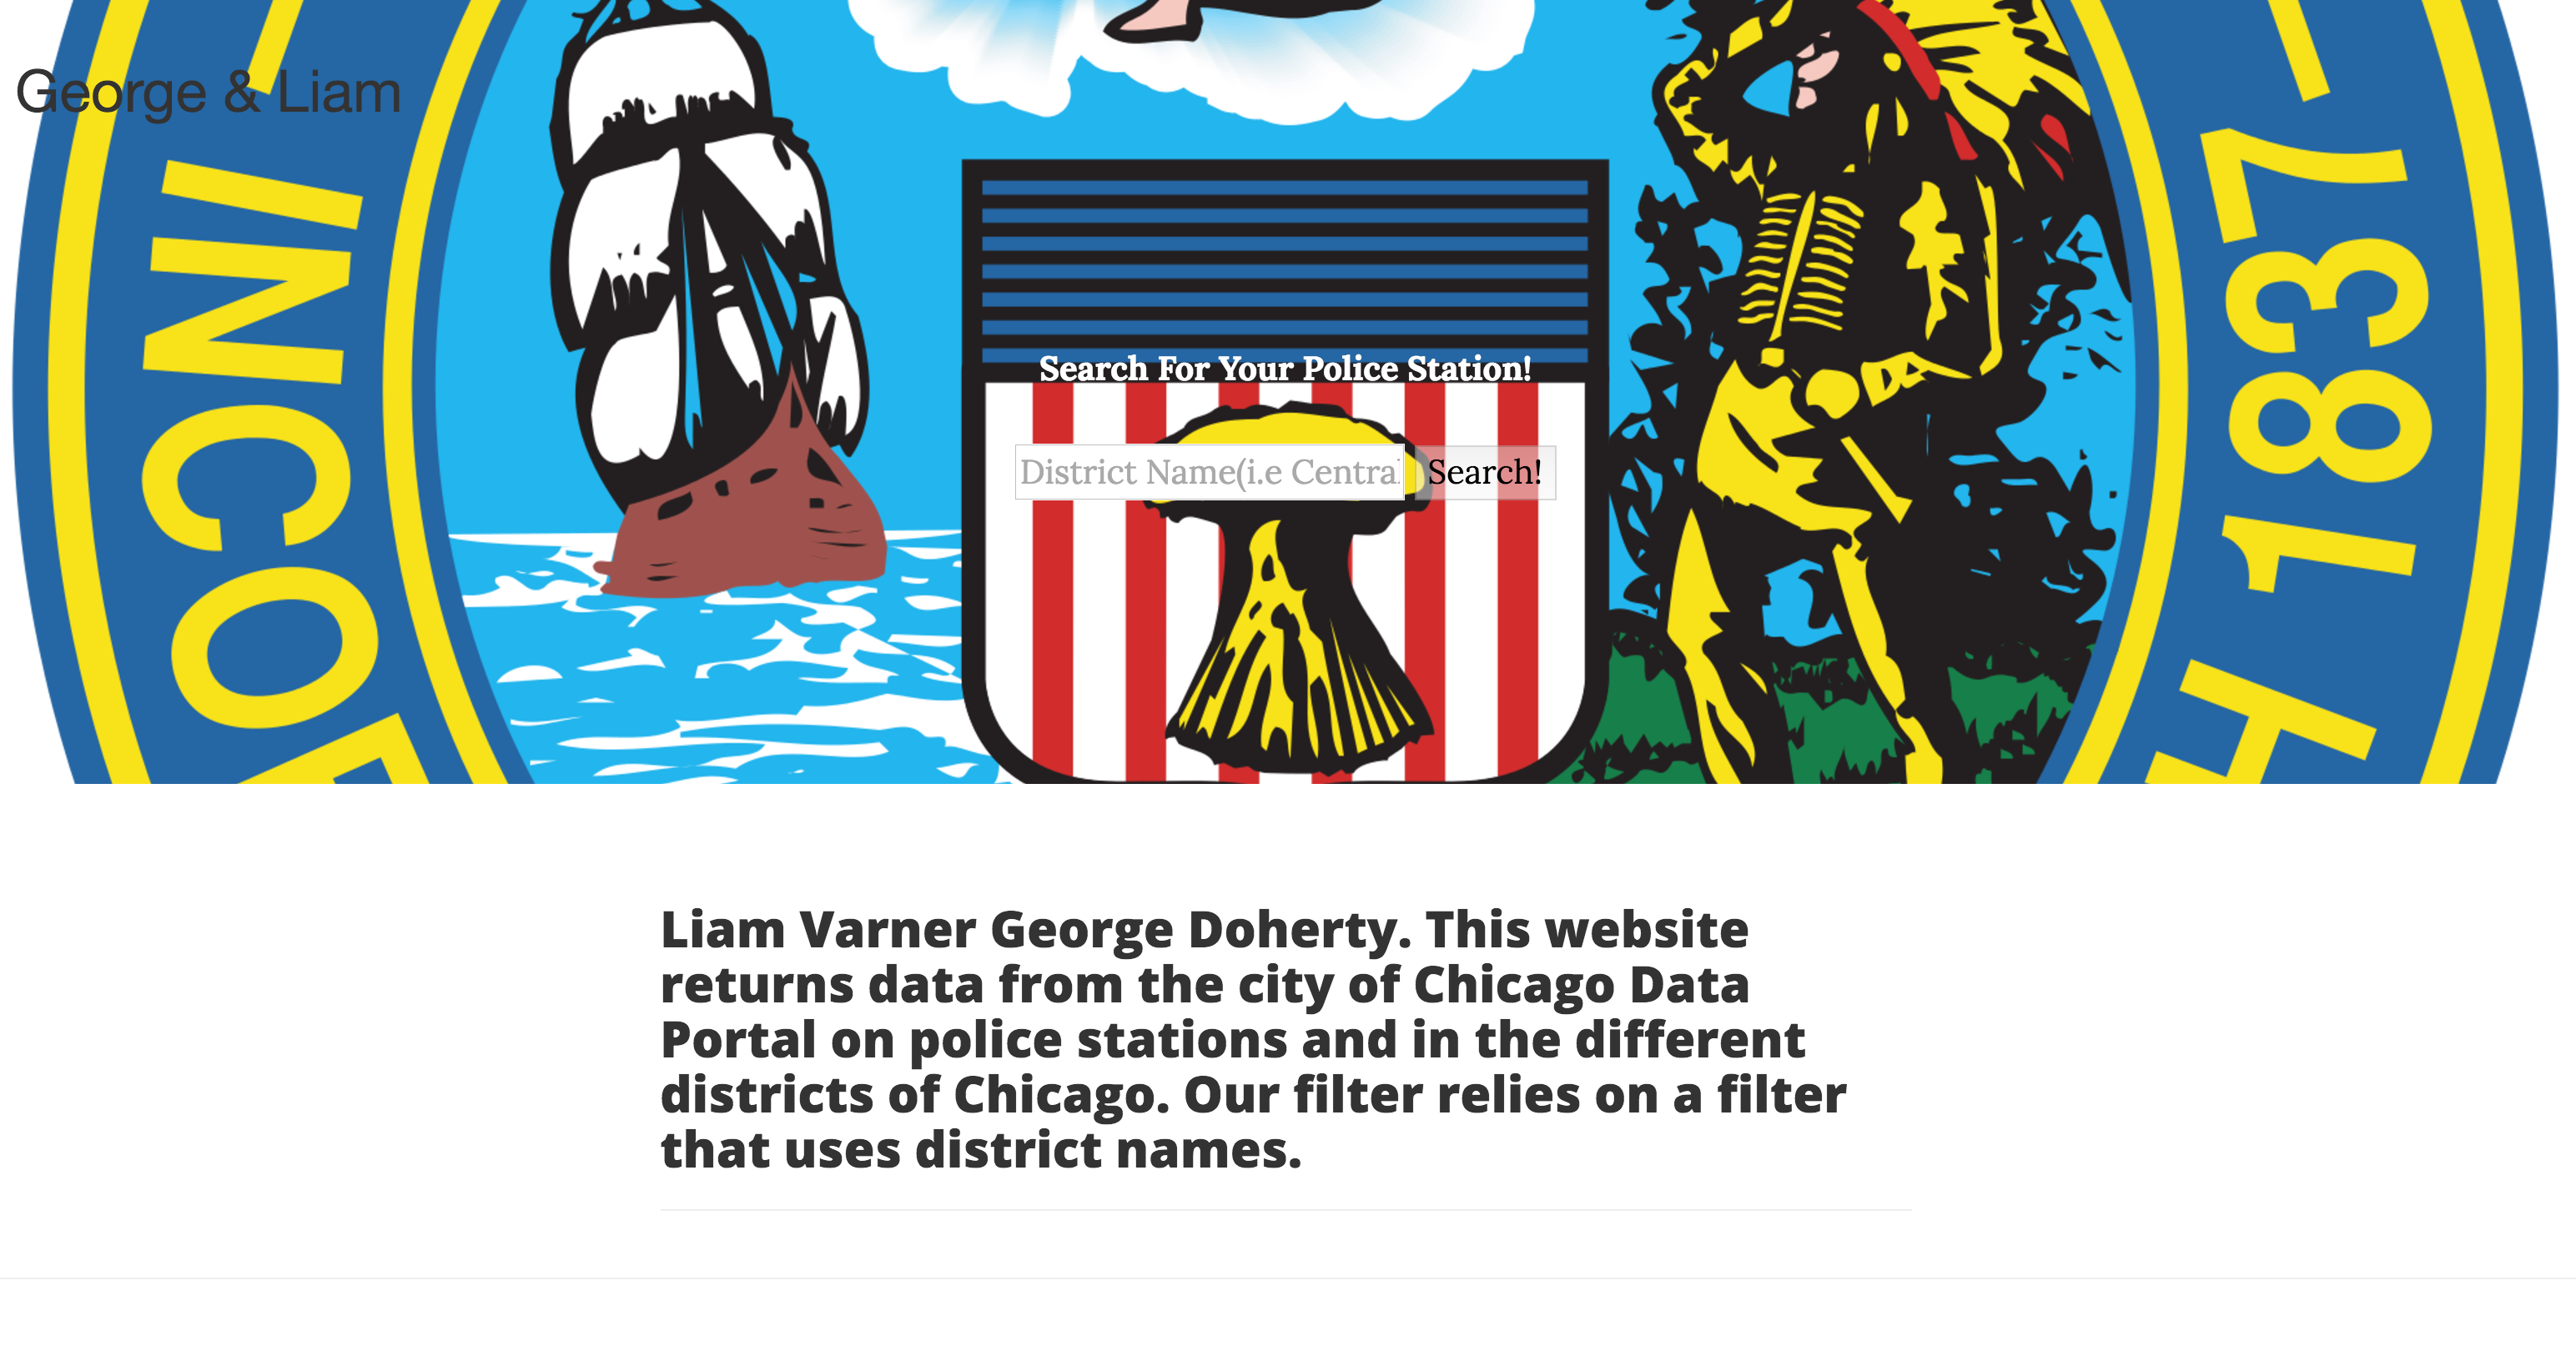 George & Liam
INCOR
H 1837
Search For Your Police Station!
District Name(i.e Central
Search!
Liam Varner George Doherty. This website
returns data from the city of Chicago Data
Portal on police stations and in the different
districts of Chicago. Our filter relies on a filter
that uses district names.